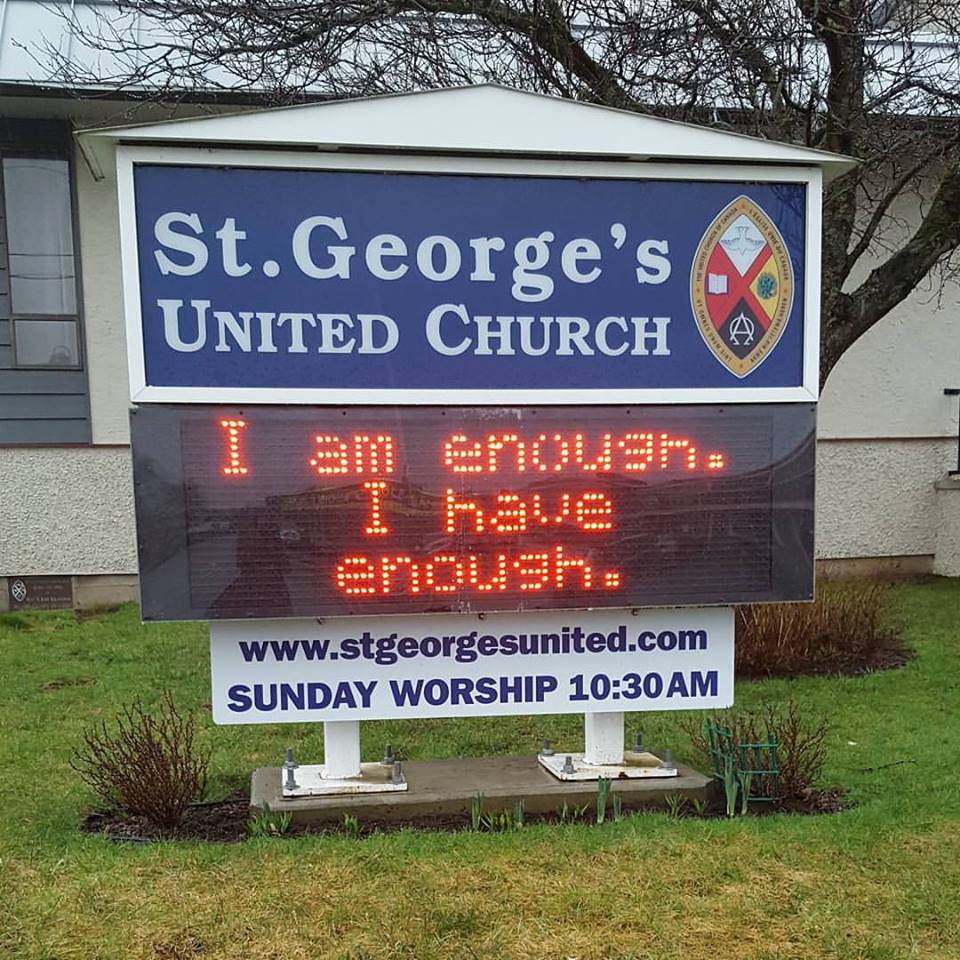 St. George's
UNITED CHURCH
I am enough.
I have
enough.
www.stgeorgesunited.com
SUNDAY WORSHIP 10:30AM